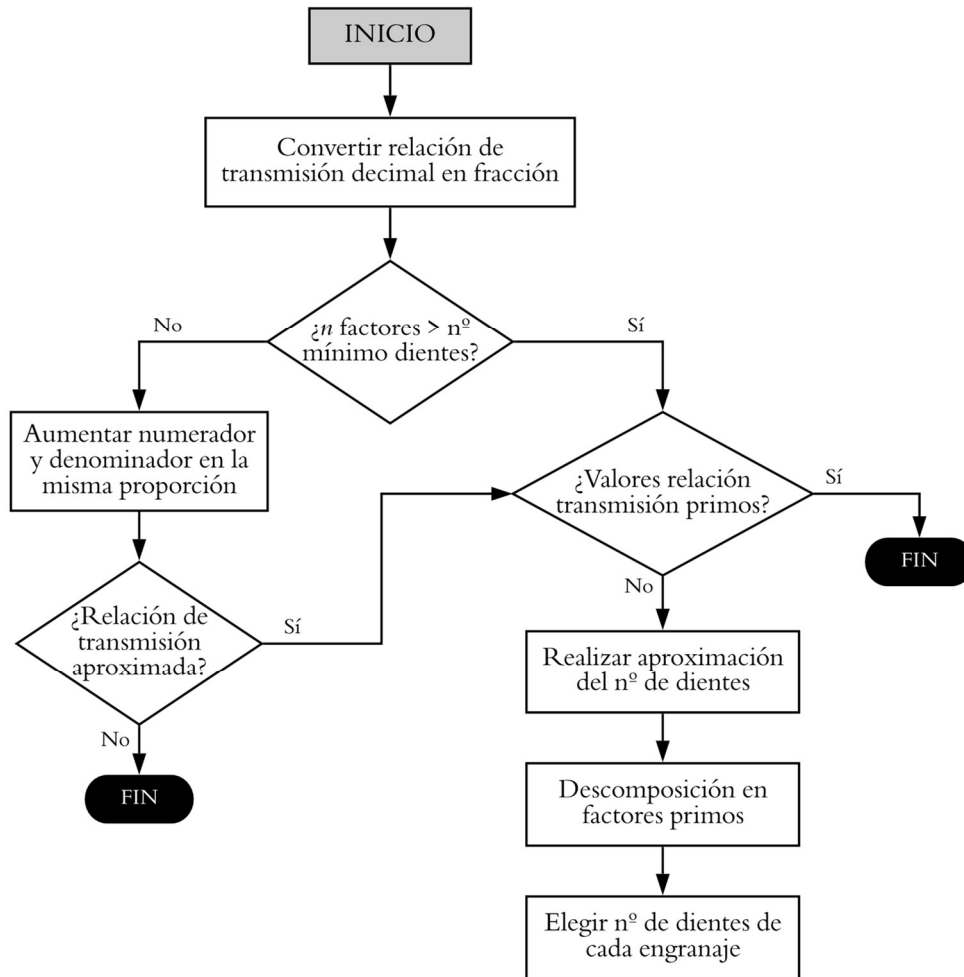 INICIO
Convertir relación de
transmisión decimal en fracción
¿n factores > nº
mínimo dientes?
No
Sí
Aumentar numerador
y denominador en la
misma proporción
¿Valores relación
transmisión primos?
Sí
FIN
No
¿Relación de
transmisión
aproximada?
Sí
No
FIN
Realizar aproximación
del nº de dientes
Descomposición en
factores primos
Elegir nº de dientes de
cada engranaje